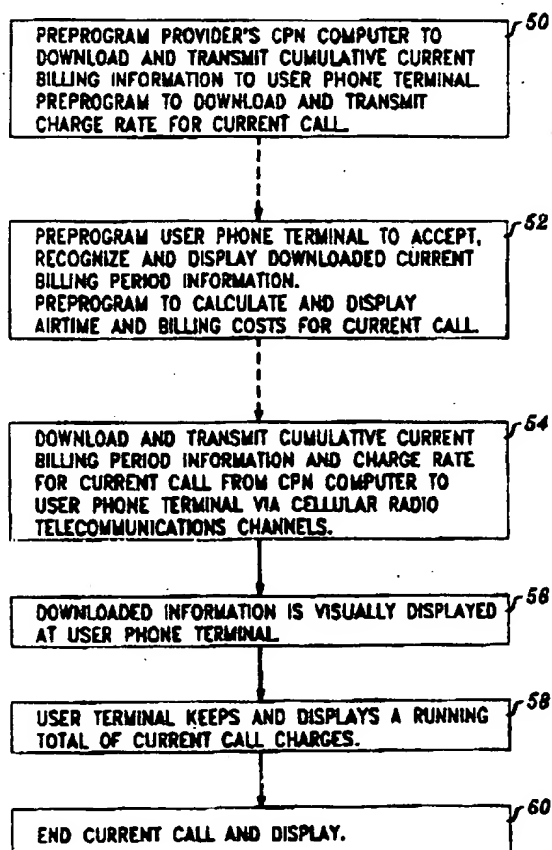 50
PREPROGRAM PROVIDER'S CPN COMPUTER TO
DOWNLOAD AND TRANSMIT CUMULATIVE CURRENT
BILLING INFORMATION TO USER PHONE TERMINAL.
PREPROGRAM TO DOWNLOAD AND TRANSMIT
CHARGE RATE FOR CURRENT CALL.
52
PREPROGRAM USER PHONE TERMINAL TO ACCEPT,
RECOGNIZE AND DISPLAY DOWNLOADED CURRENT
BILLING PERIOD INFORMATION.
PREPROGRAM TO CALCULATE AND DISPLAY
AIRTIME AND BILLING COSTS FOR CURRENT CALL.
54
DOWNLOAD AND TRANSMIT CUMULATIVE CURRENT
BILLING PERIOD INFORMATION AND CHARGE RATE
FOR CURRENT CALL FROM CPN COMPUTER TO
USER PHONE TERMINAL VIA CELLULAR RADIO
TELECOMMUNICATIONS CHANNELS.
56
DOWNLOADED INFORMATION IS VISUALLY DISPLAYED
AT USER PHONE TERMINAL.
58
USER TERMINAL KEEPS AND DISPLAYS A RUNNING
TOTAL OF CURRENT CALL CHARGES.
60
END CURRENT CALL AND DISPLAY.